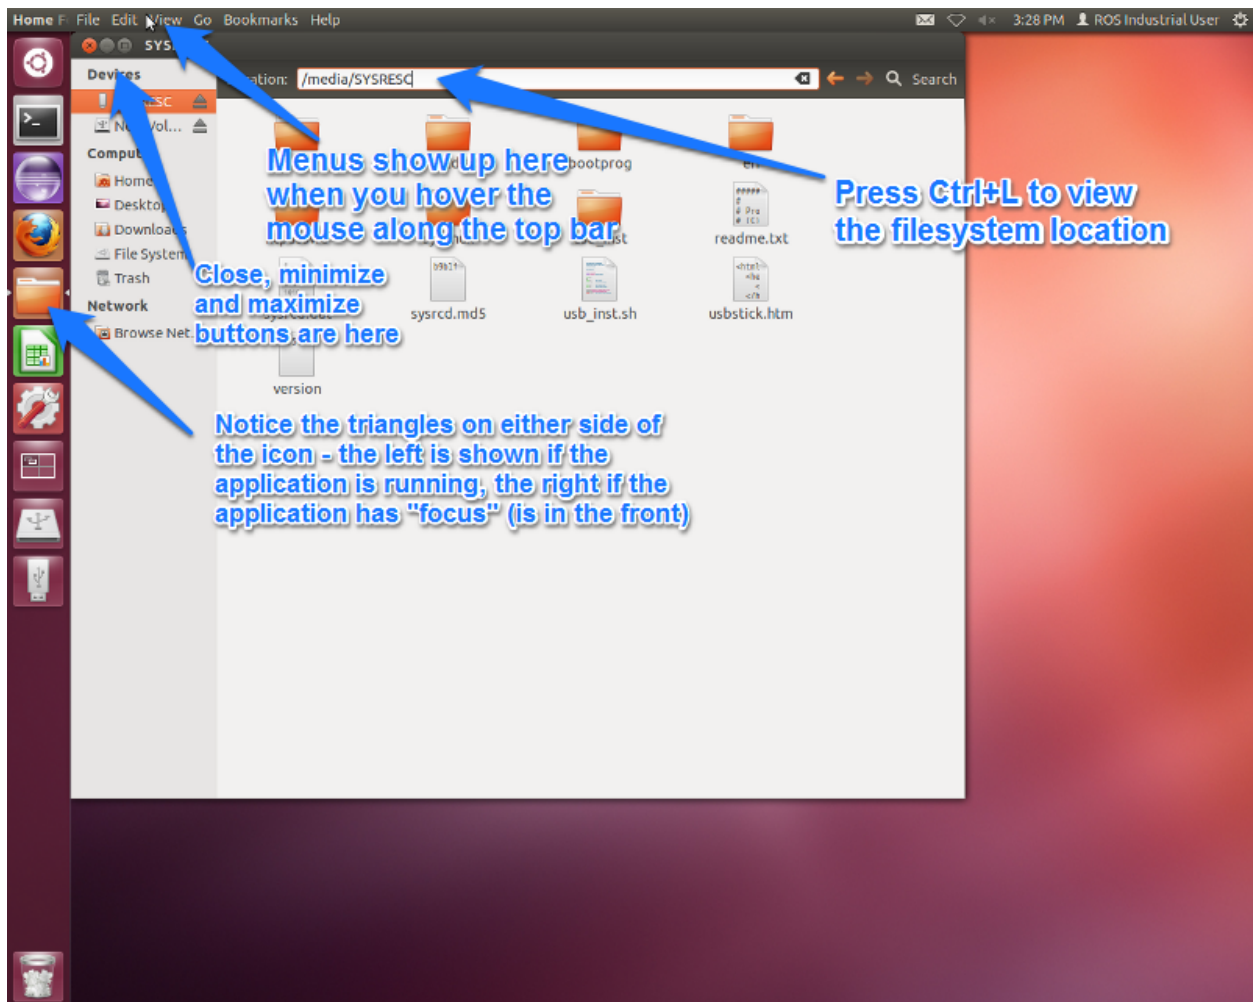 Home F File Edit View Go Bookmarks Help 3:28 PM ROS Industrial User
Devices
/media/SYSRESC Search
Menus show up here
when you hover the
mouse along the top bar
Press Ctrl+L to view
the filesystem location
Home
Downloads
File System
Trash
Network
Browse Net...
Close, minimize
and maximize
buttons are here
bootprog
readme.txt
sysrcd.md5
usb_inst.sh
usbstick.htm
version
Notice the triangles on either side of
the icon - the left is shown if the
application is running, the right if the
application has "focus" (is in the front)